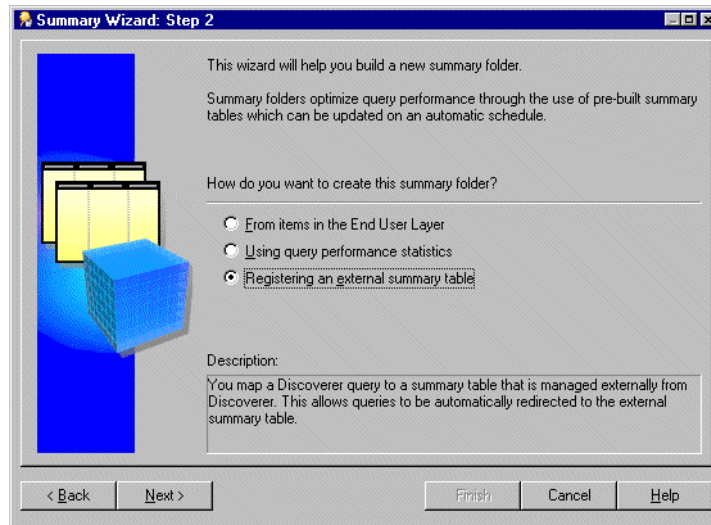 Summary Wizard: Step 2
This wizard will help you build a new summary folder.
Summary folders optimize query performance through the use of pre-built summary
tables which can be updated on an automatic schedule.
How do you want to create this summary folder?
From items in the End User Layer
Using query performance statistics
Registering an external summary table
Description:
You map a Discoverer query to a summary table that is managed externally from
Discoverer. This allows queries to be automatically redirected to the external
summary table.
< Back Next > Finish Cancel Help